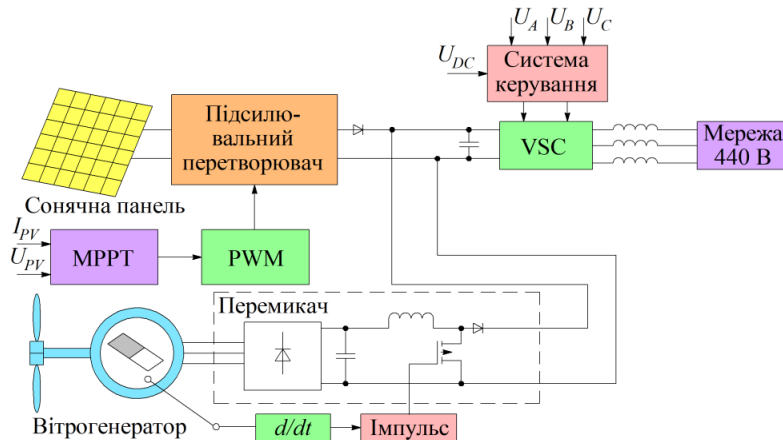 U_A U_B U_C
U_DC
Система
керування
Підсилю-
вальний
перетворювач
VSC
Мережа
440 В
Сонячна панель
I_PV
U_PV
MPPT
PWM
Перемикач
Вітрогенератор
d/dt
Імпульс